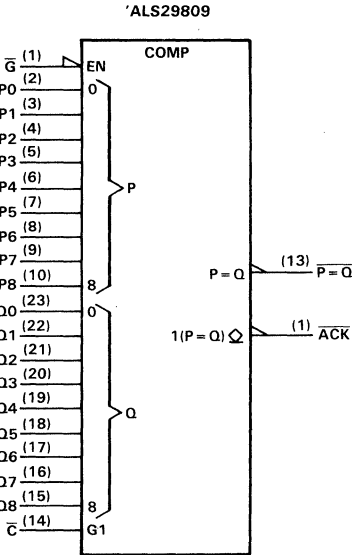 'ALS29809
COMP
G̅ (1) EN
P0 (2) 0
P1 (3)
P2 (4)
P3 (5)
P4 (6) P
P5 (7)
P6 (8)
P7 (9)
P=Q (13) P̅=̅Q̅
P8 (10) 8
Q0 (23) 0
Q1 (22) 1(P=Q) (1) A̅C̅K̅
Q2 (21)
Q3 (20)
Q4 (19) Q
Q5 (18)
Q6 (17)
Q7 (16)
Q8 (15) 8
C̅ (14) G1